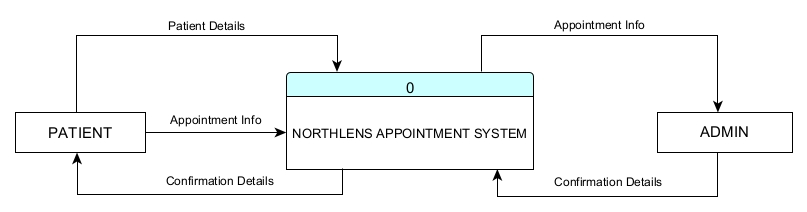 Patient Details
Appointment Info
0
PATIENT
Appointment Info
NORTHLENS APPOINTMENT SYSTEM
ADMIN
Confirmation Details
Confirmation Details